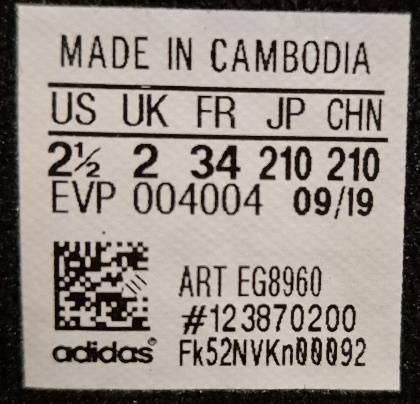 MADE IN CAMBODIA
US UK FR JP CHN
2½ 2 34 210 210
EVP 004004 09/19
ART EG8960
#123870200
adidas® Fk52NVKn00092